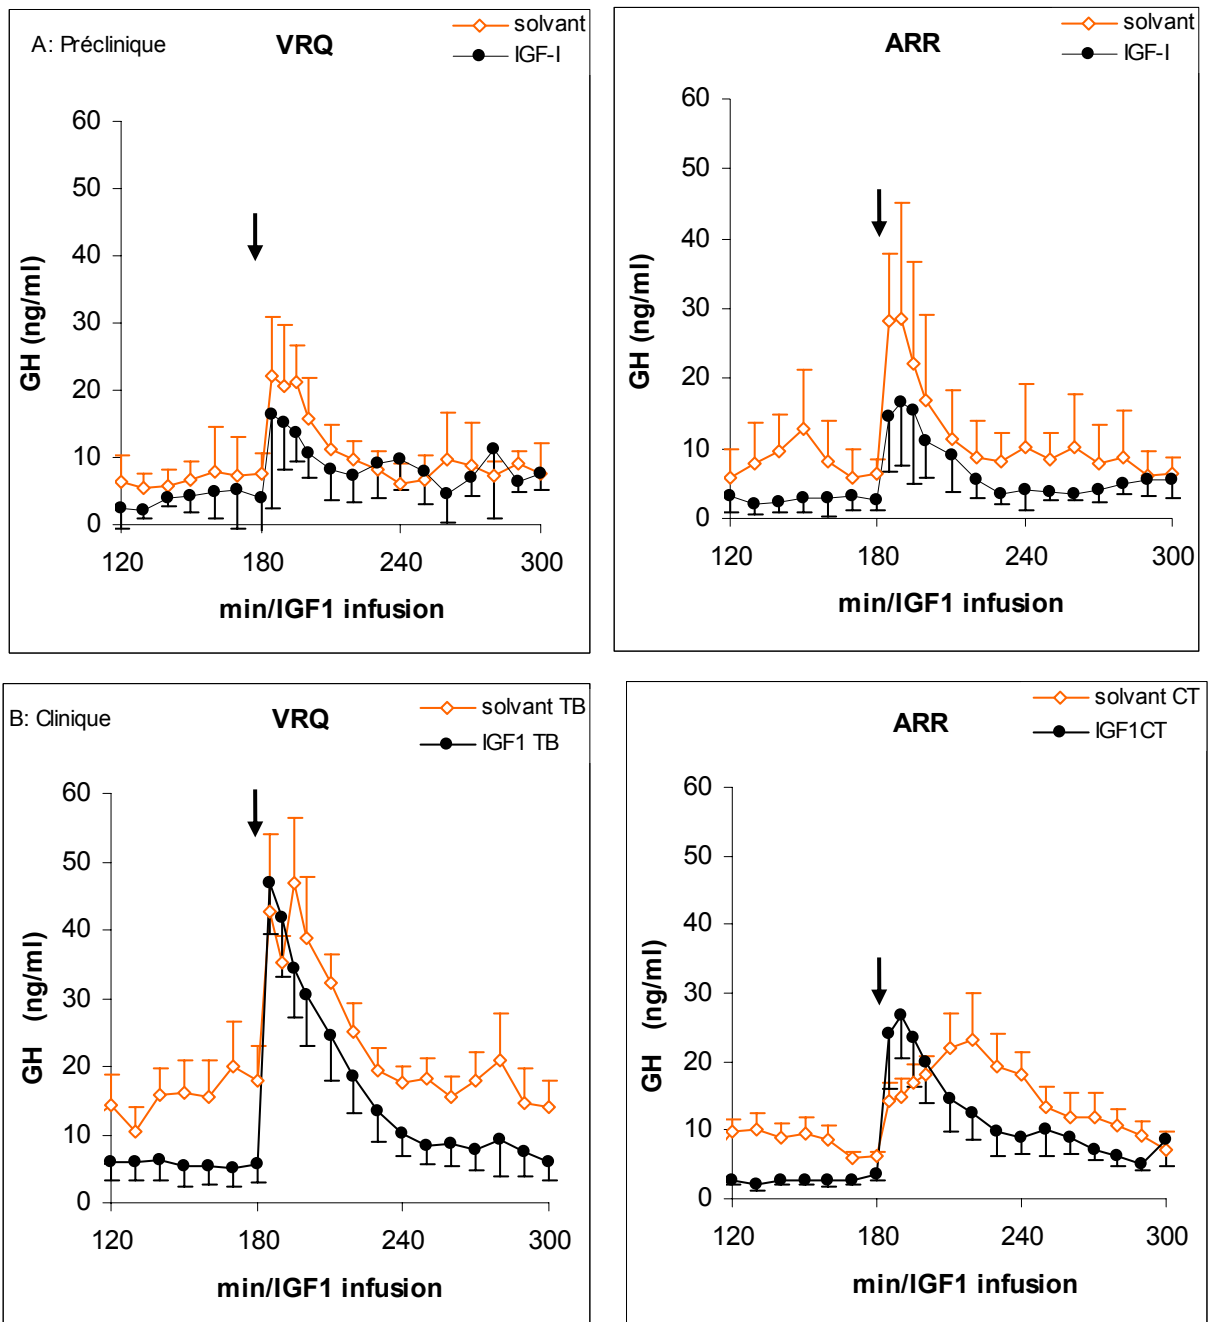 A: Préclinique
VRQ
solvant
IGF-I
60
50
40
30
20
10
0
GH (ng/ml)
120 180 240 300
min/IGF1 infusion
ARR
solvant
IGF-I
60
50
40
30
20
10
0
GH (ng/ml)
120 180 240 300
min/IGF1 infusion
B: Clinique
VRQ
solvant TB
IGF1 TB
60
50
40
30
20
10
0
GH (ng/ml)
120 180 240 300
min/IGF1 infusion
ARR
solvant CT
IGF1CT
60
50
40
30
20
10
0
GH (ng/ml)
120 180 240 300
min/IGF1 infusion